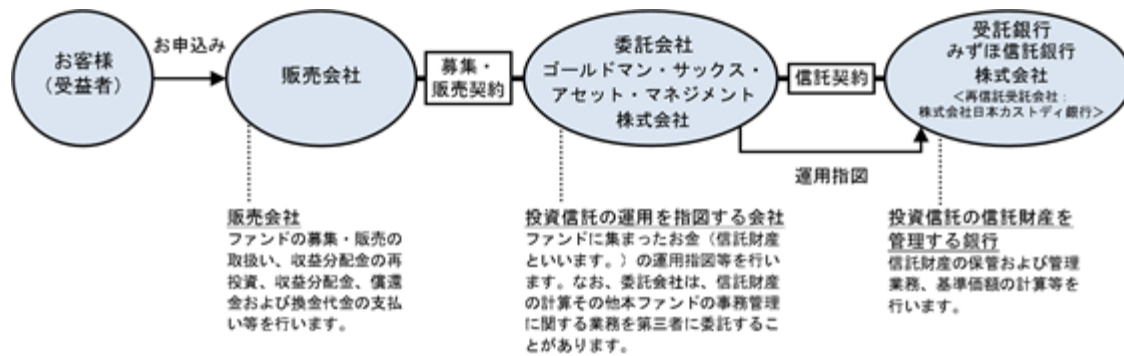 お客様
（受益者）
お申込み
販売会社
募集・
販売契約
委託会社
ゴールドマン・サックス・
アセット・マネジメント
株式会社
信託契約
受託銀行
みずほ信託銀行
株式会社
＜再信託受託会社：
株式会社日本カストディ銀行＞
運用指図
販売会社
ファンドの募集・販売の
取扱い、収益分配金の再
投資、収益分配金、償還
金および換金代金の支払
い等を行います。
投資信託の運用を指図する会社
ファンドに集まったお金（信託財産
といいます。）の運用指図等を行い
ます。なお、委託会社は、信託財産
の計算その他本ファンドの事務管理
に関する業務を第三者に委託するこ
とがあります。
投資信託の信託財産を
管理する銀行
信託財産の保管および管理
業務、基準価額の計算等を
行います。